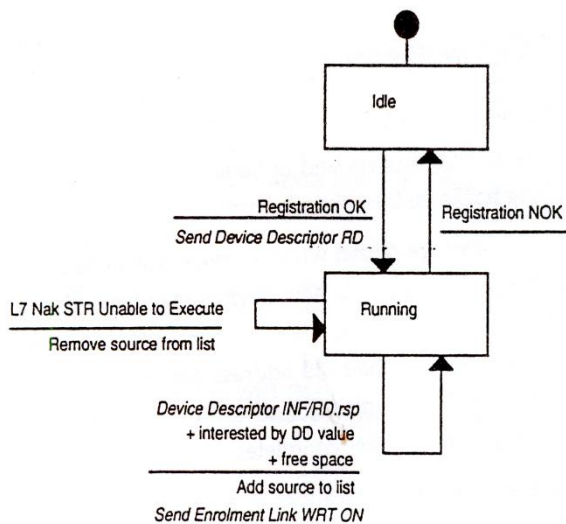 Idle
Registration OK
Send Device Descriptor RD
Registration NOK
Running
L7 Nak STR Unable to Execute
Remove source from list
Device Descriptor INF/RD.rsp
+ interested by DD value
+ free space
Add source to list
Send Enrolment Link WRT ON